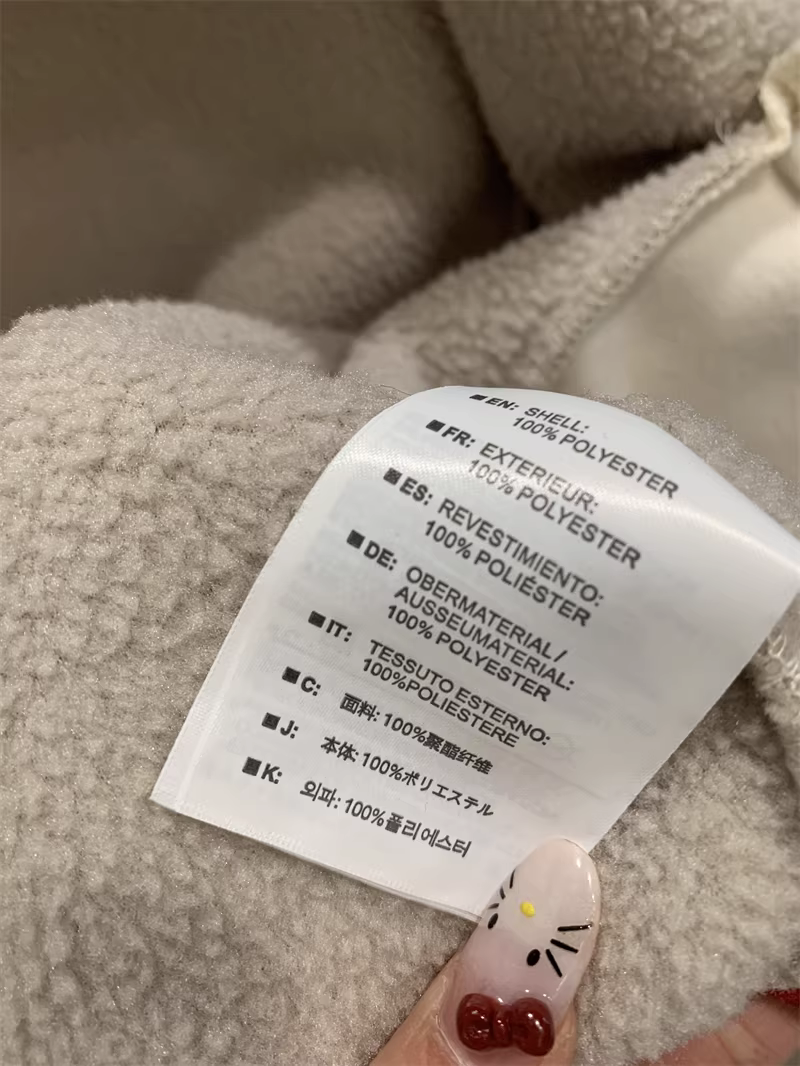 EN: SHELL:
100% POLYESTER
FR: EXTERIEUR:
100% POLYESTER
ES: REVESTIMIENTO:
100% POLIÉSTER
DE: OBERMATERIAL/
AUSSEUMATERIAL:
100% POLYESTER
IT: TESSUTO ESTERNO:
100%POLIESTERE
C: 面料: 100%聚酯纤维
J: 本体: 100%ポリエステル
K: 외피: 100%폴리에스터